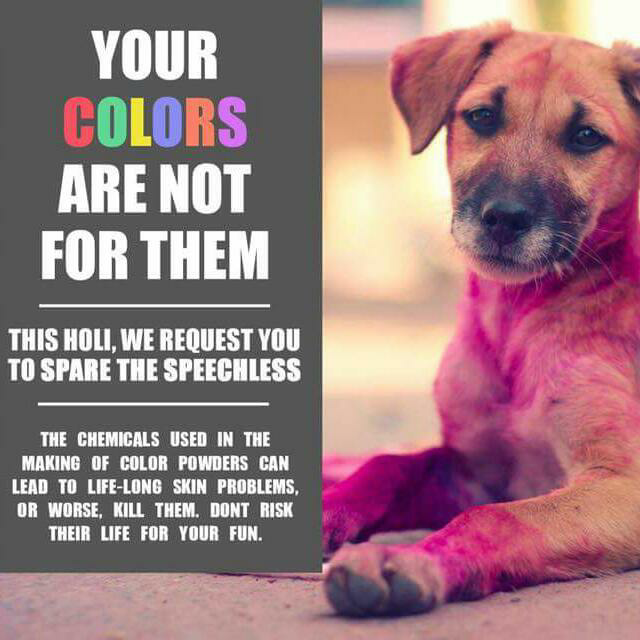 YOUR
COLORS
ARE NOT
FOR THEM
THIS HOLI, WE REQUEST YOU
TO SPARE THE SPEECHLESS
THE CHEMICALS USED IN THE
MAKING OF COLOR POWDERS CAN
LEAD TO LIFE-LONG SKIN PROBLEMS,
OR WORSE, KILL THEM. DONT RISK
THEIR LIFE FOR YOUR FUN.